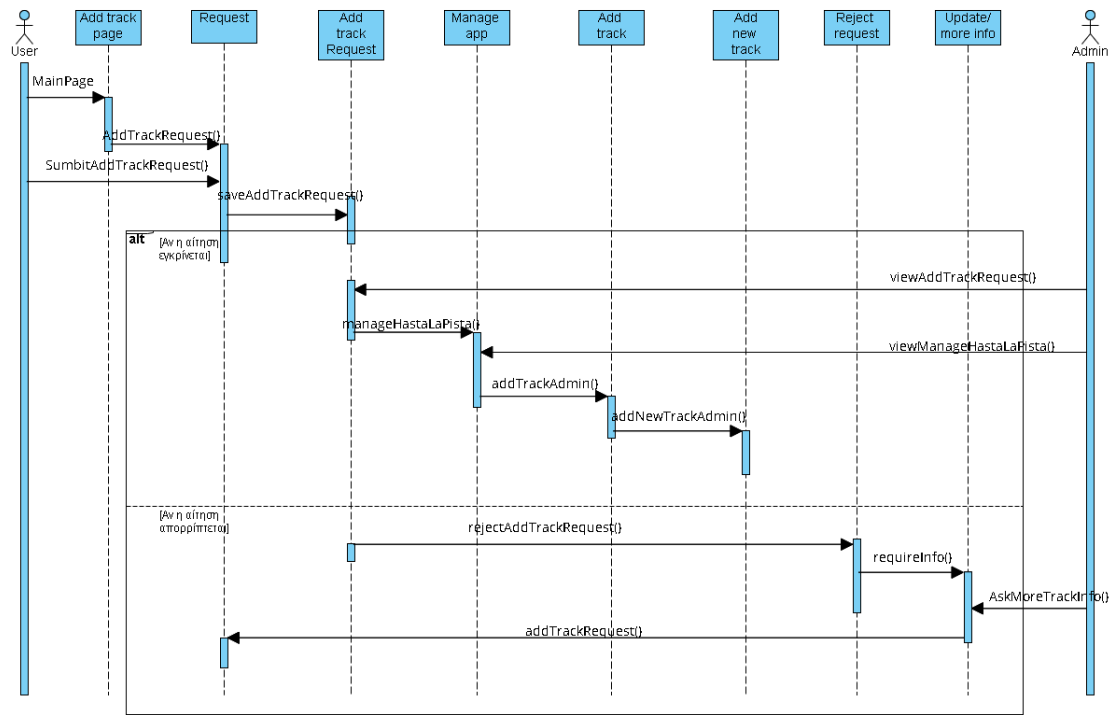 User
Add track
page
Request
Add
track
Request
Manage
app
Add
track
Add
new
track
Reject
request
Update/
more info
Admin
MainPage
AddTrackRequest()
SumbitAddTrackRequest()
saveAddTrackRequest()
alt
[Αν η αίτηση
εγκρίνεται]
viewAddTrackRequest()
manageHastaLaPista()
viewManageHastaLaPista()
addTrackAdmin()
addNewTrackAdmin()
[Αν η αίτηση
απορρίπτεται]
rejectAddTrackRequest()
requireInfo()
AskMoreTrackInfo()
addTrackRequest()